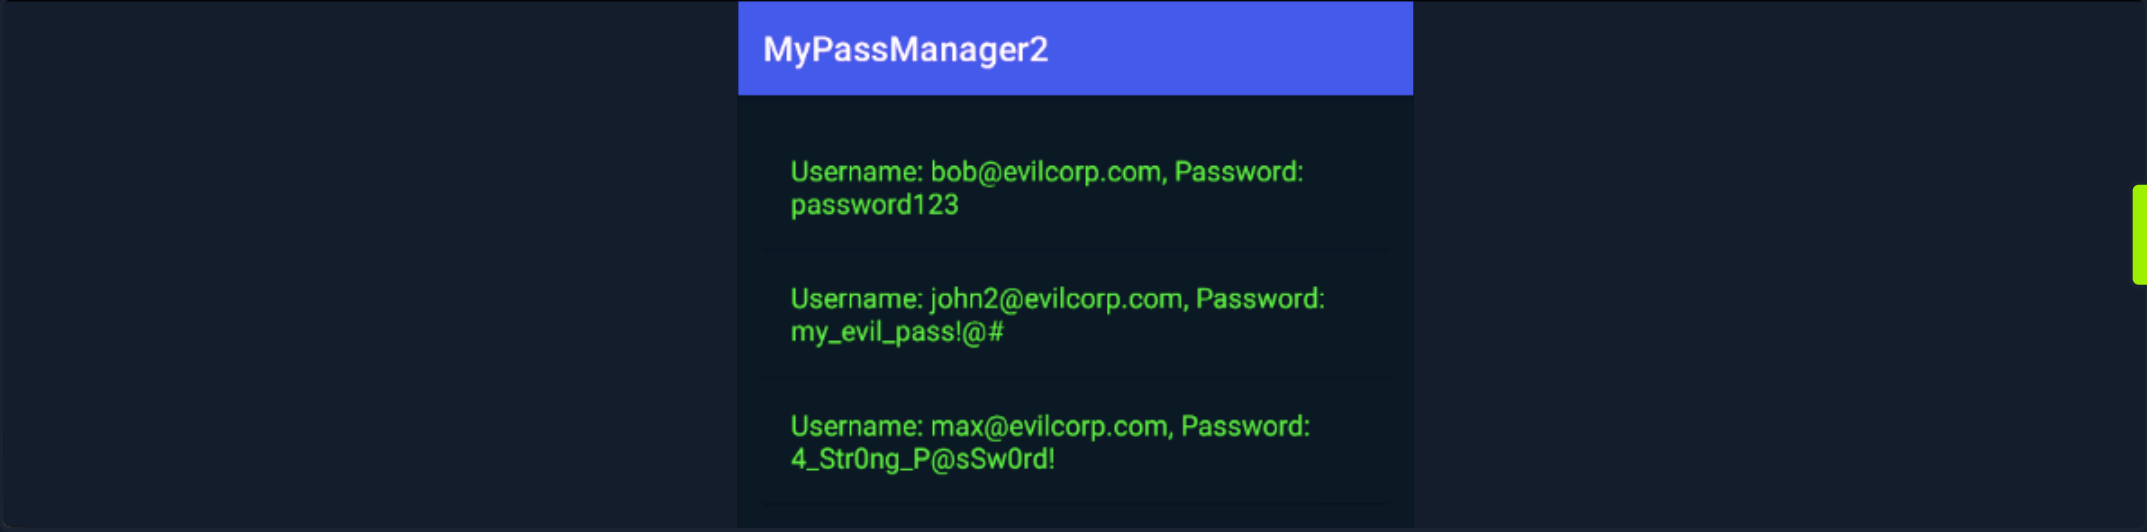 MyPassManager2
Username: bob@evilcorp.com, Password:
password123
Username: john2@evilcorp.com, Password:
my_evil_pass!@#
Username: max@evilcorp.com, Password:
4_Str0ng_P@sSw0rd!